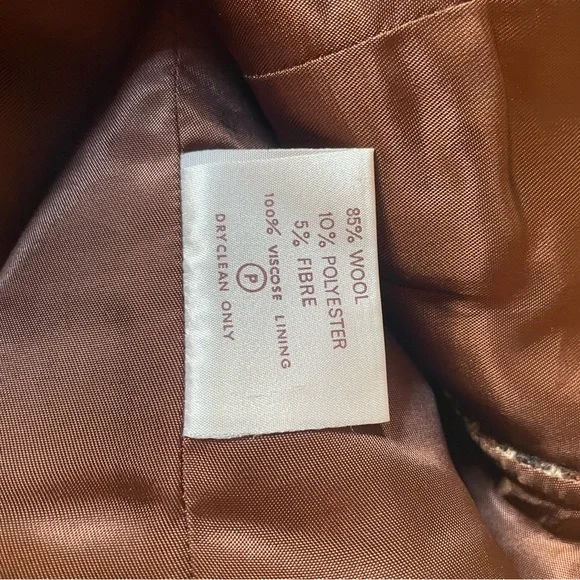 85% WOOL
10% POLYESTER
5% FIBRE
100% VISCOSE LINING
P
DRYCLEAN ONLY